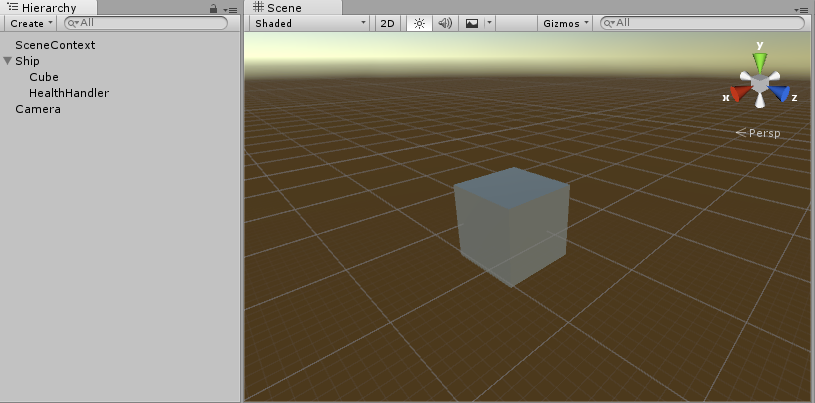 Hierarchy
Create All
SceneContext
Ship
Cube
HealthHandler
Camera
Scene
Shaded 2D Gizmos All
y
x z
Persp